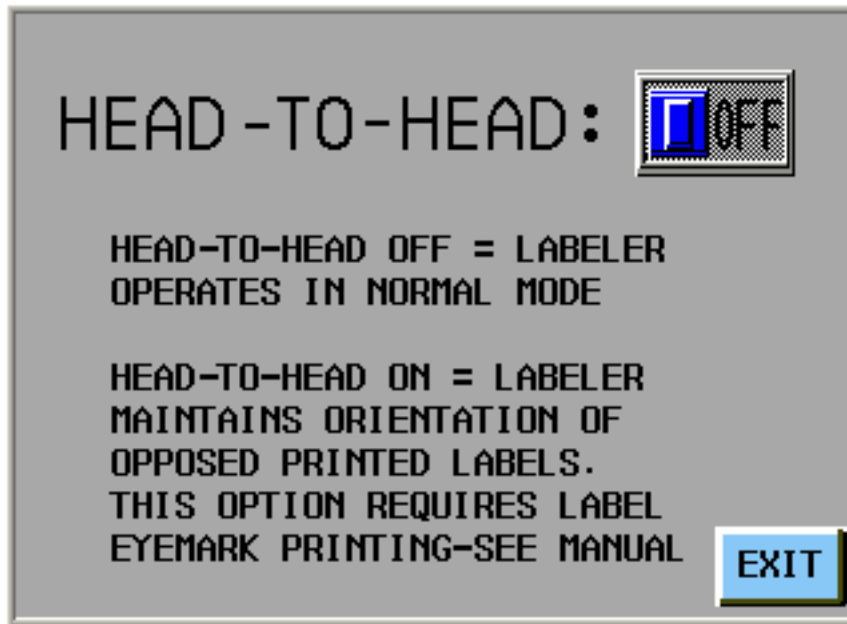 HEAD-TO-HEAD: OFF
HEAD-TO-HEAD OFF = LABELER
OPERATES IN NORMAL MODE
HEAD-TO-HEAD ON = LABELER
MAINTAINS ORIENTATION OF
OPPOSED PRINTED LABELS.
THIS OPTION REQUIRES LABEL
EYEMARK PRINTING-SEE MANUAL
EXIT